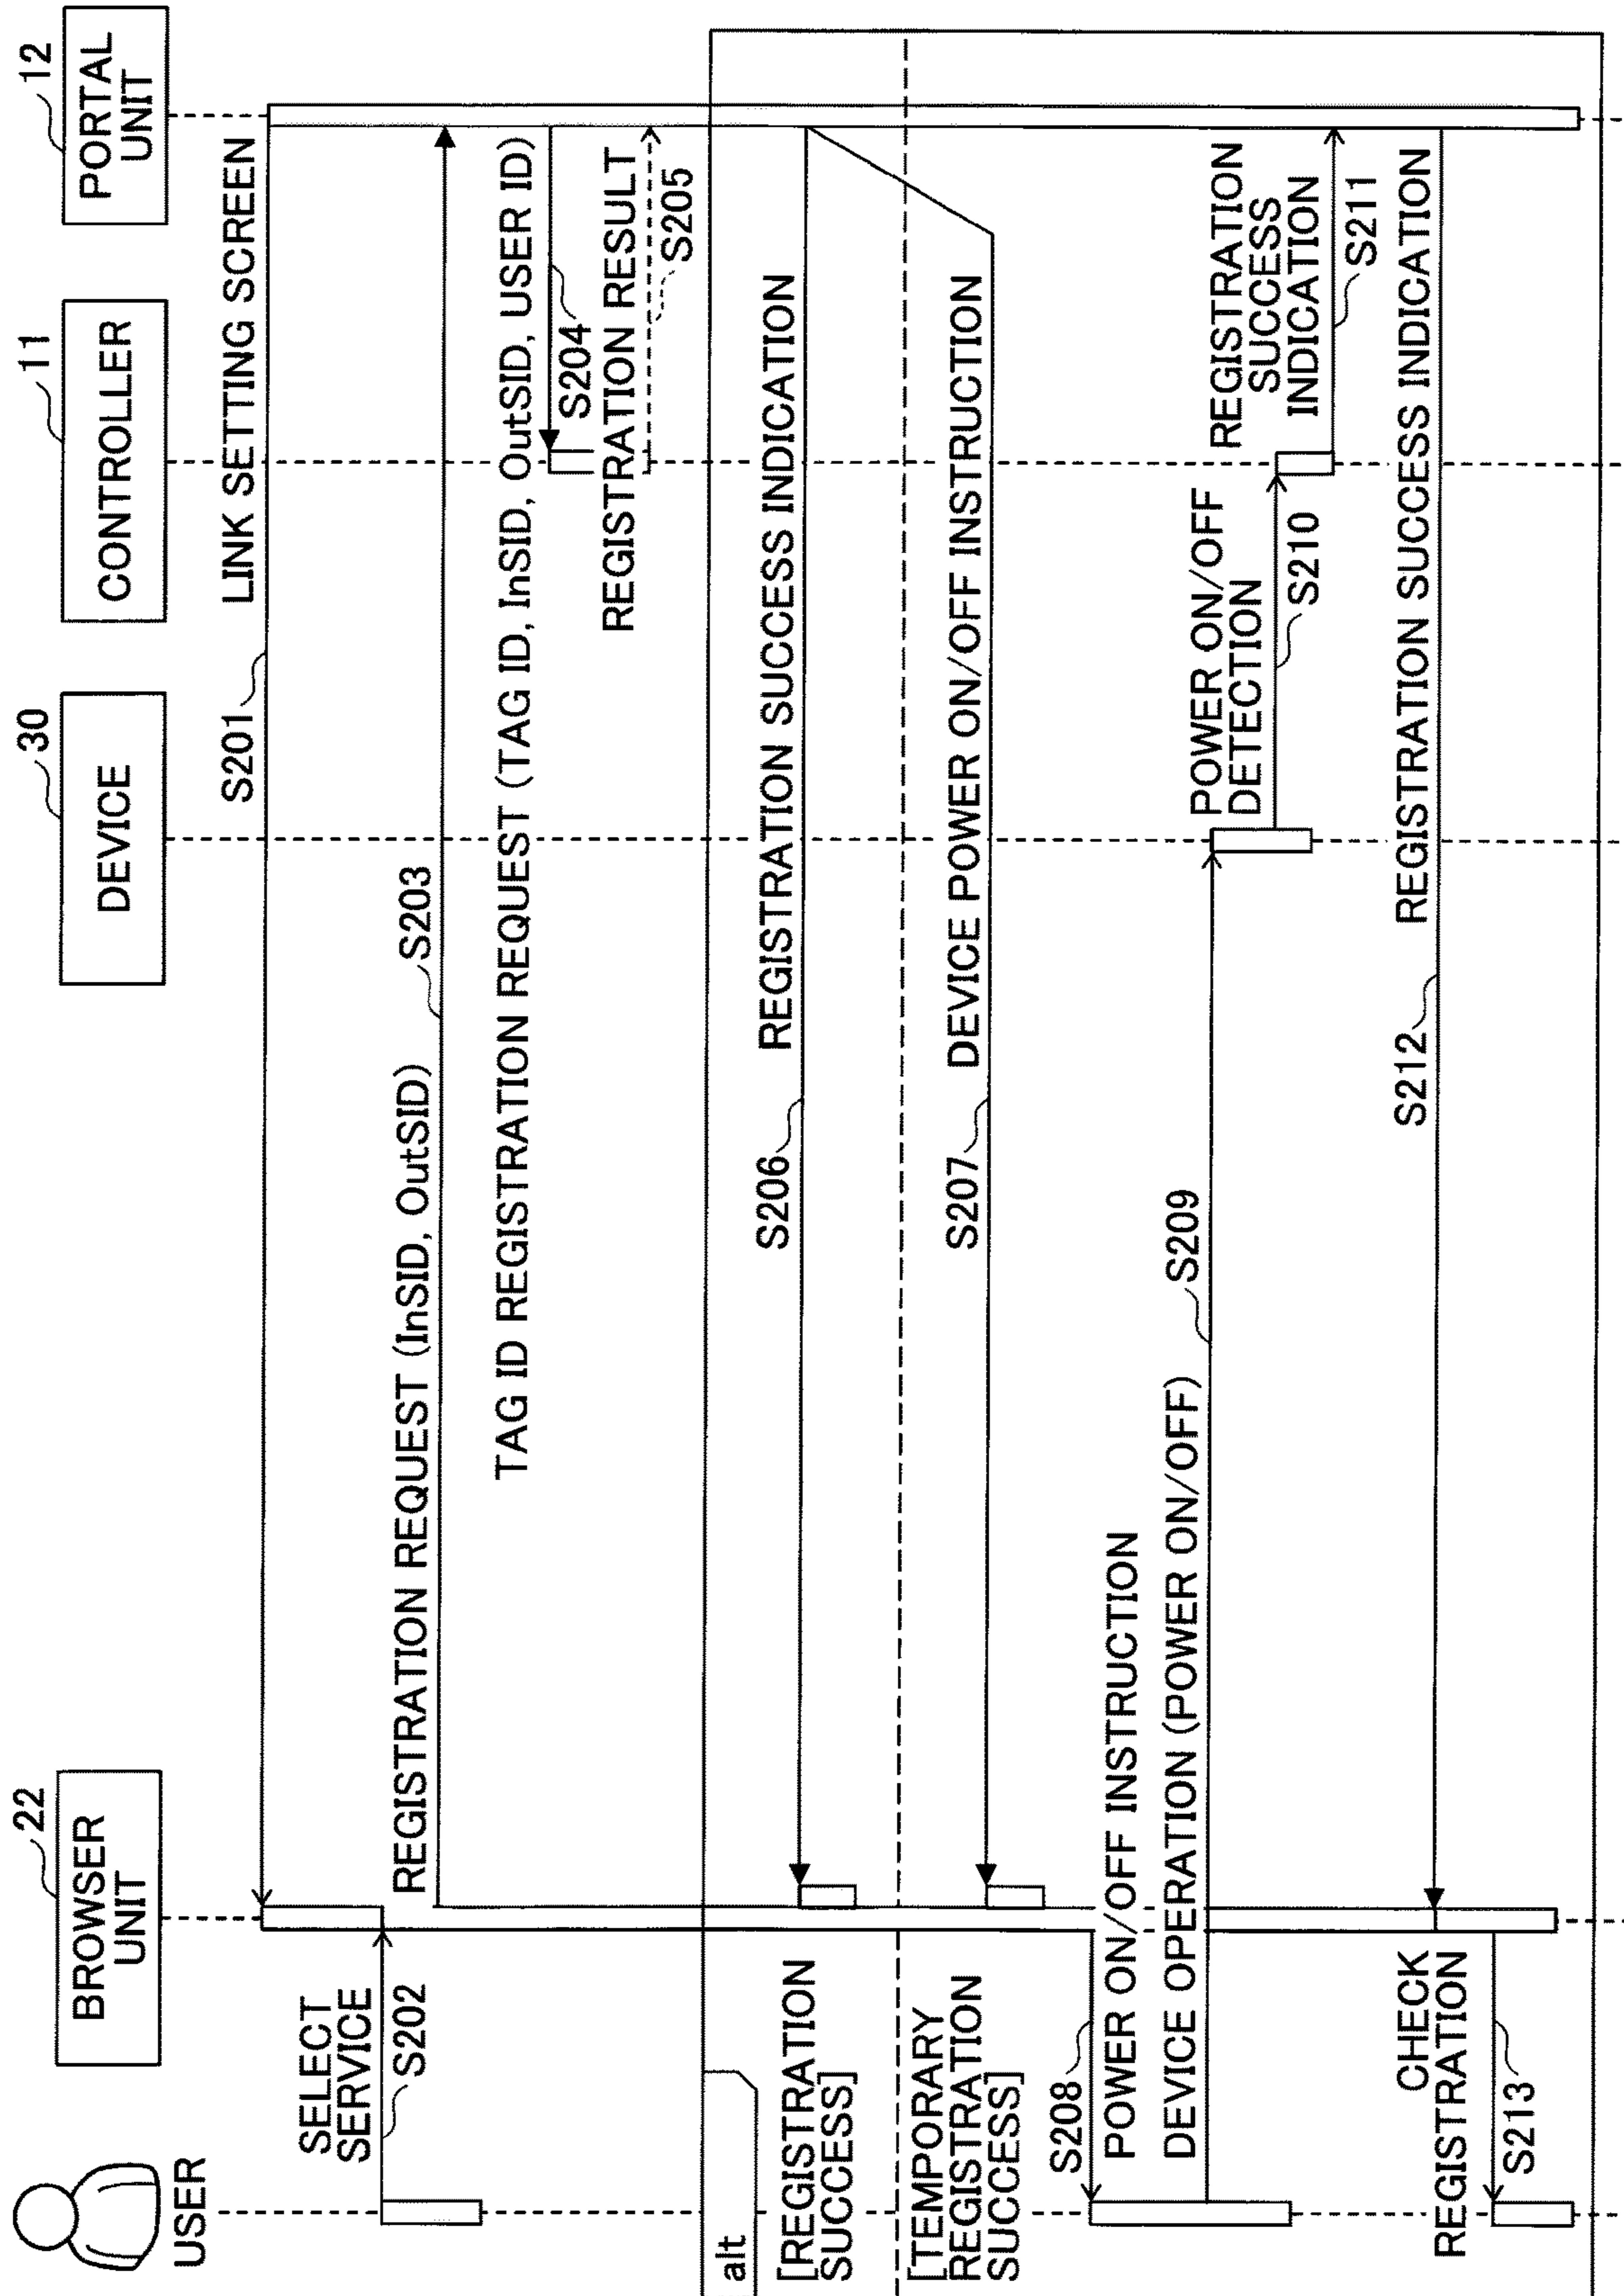 USER
22
BROWSER
UNIT
30
DEVICE
11
CONTROLLER
12
PORTAL
UNIT
S201
LINK SETTING SCREEN
SELECT
SERVICE
S202
REGISTRATION REQUEST (InSID, OutSID)
S203
TAG ID REGISTRATION REQUEST (TAG ID, InSID, OutSID, USER ID)
S204
REGISTRATION RESULT
S205
alt
[REGISTRATION
SUCCESS]
S206
REGISTRATION SUCCESS INDICATION
[TEMPORARY
REGISTRATION
SUCCESS]
S207
DEVICE POWER ON/OFF INSTRUCTION
S208
POWER ON/OFF INSTRUCTION
DEVICE OPERATION (POWER ON/OFF)
S209
POWER ON/OFF
DETECTION
S210
REGISTRATION
SUCCESS
INDICATION
S211
S212
REGISTRATION SUCCESS INDICATION
CHECK
REGISTRATION
S213